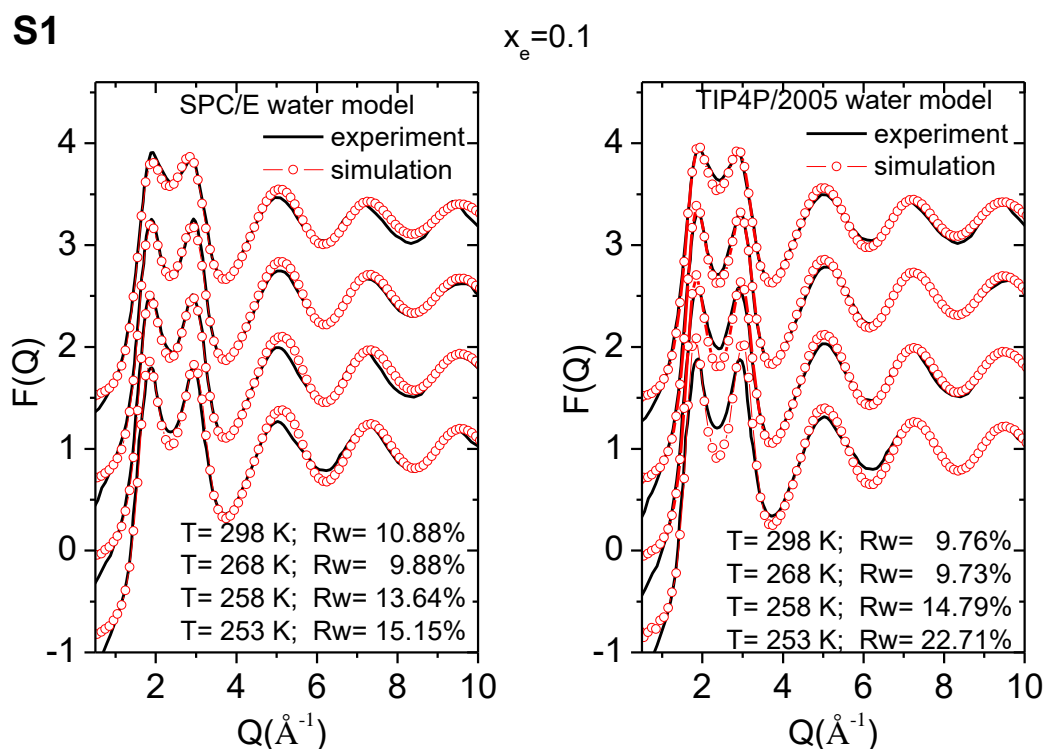 S1
x_e=0.1
SPC/E water model
experiment
simulation
F(Q)
4
3
2
1
0
-1
T= 298 K; Rw= 10.88%
T= 268 K; Rw= 9.88%
T= 258 K; Rw= 13.64%
T= 253 K; Rw= 15.15%
2 4 6 8 10
Q(Å⁻¹)
TIP4P/2005 water model
experiment
simulation
F(Q)
4
3
2
1
0
-1
T= 298 K; Rw= 9.76%
T= 268 K; Rw= 9.73%
T= 258 K; Rw= 14.79%
T= 253 K; Rw= 22.71%
2 4 6 8 10
Q(Å⁻¹)